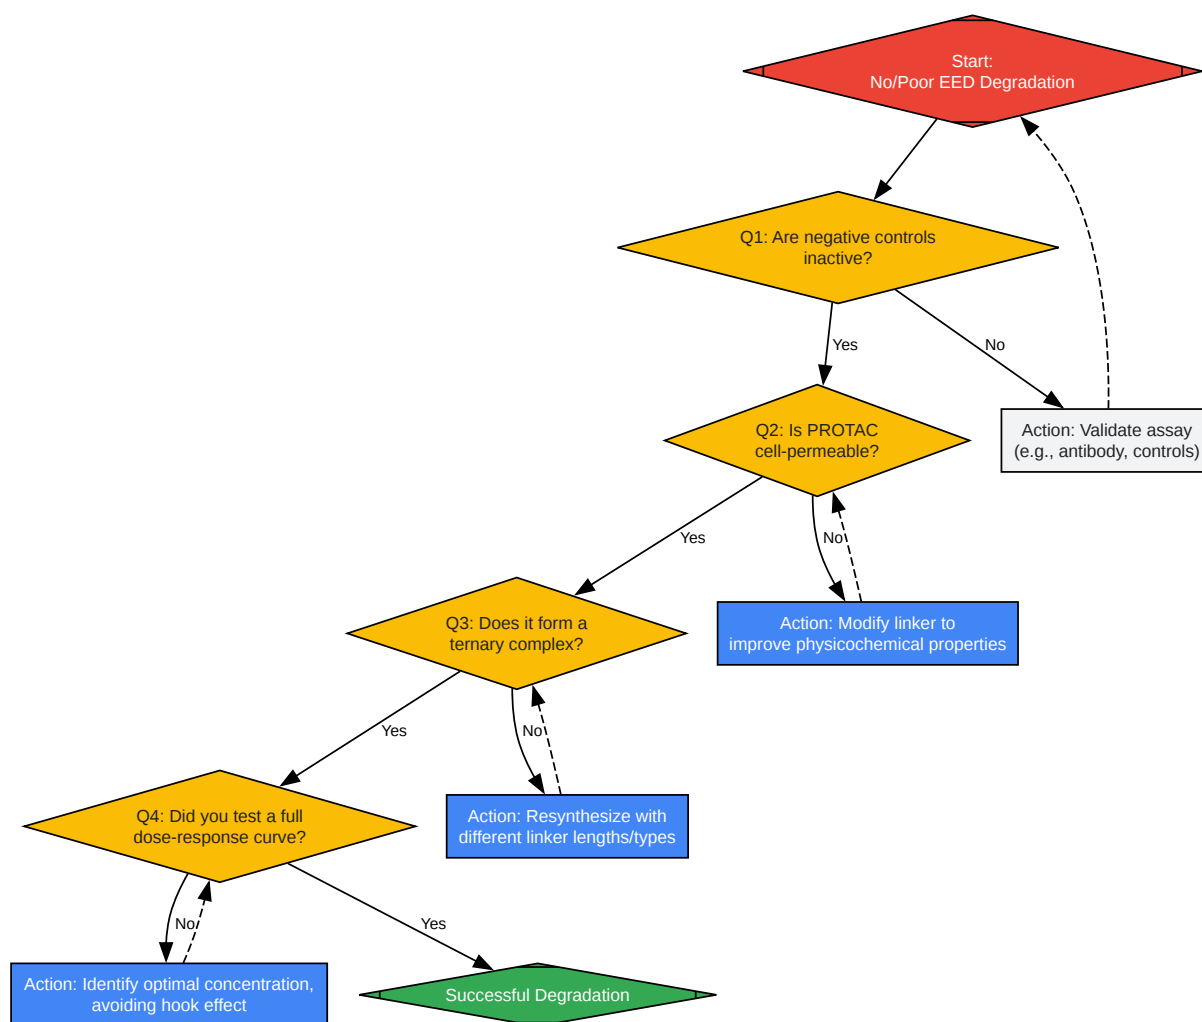 Start:
No/Poor EED Degradation
Q1: Are negative controls
inactive?
Yes
No
Q2: Is PROTAC
cell-permeable?
Action: Validate assay
(e.g., antibody, controls)
Yes
No
Q3: Does it form a
ternary complex?
Action: Modify linker to
improve physicochemical properties
Yes
No
Q4: Did you test a full
dose-response curve?
Action: Resynthesize with
different linker lengths/types
No
Yes
Action: Identify optimal concentration,
avoiding hook effect
Successful Degradation